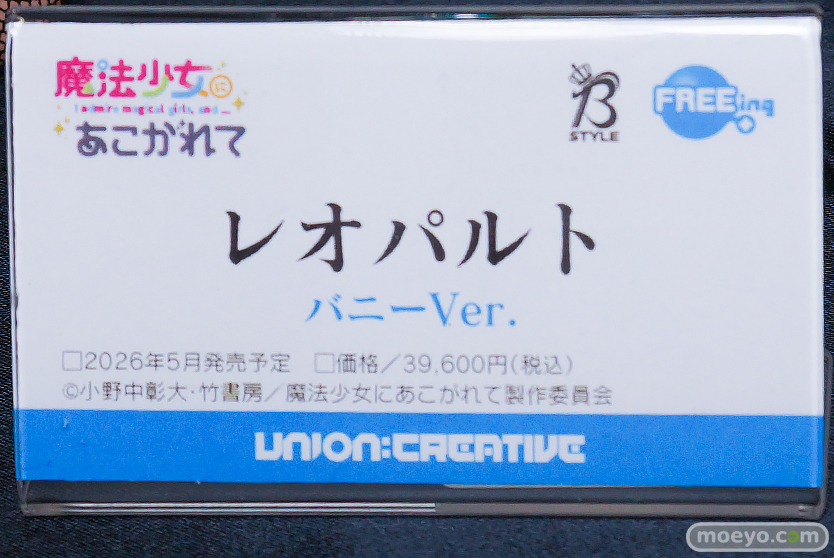 魔法少女に
I admire magical girls, and ...
あこがれて
B
STYLE
FREEing
レオパルト
バニーVer.
□2026年5月発売予定 □価格／39,600円(税込)
©小野中彰大・竹書房／魔法少女にあこがれて製作委員会
UNION:CREATIVE
moeyo.com